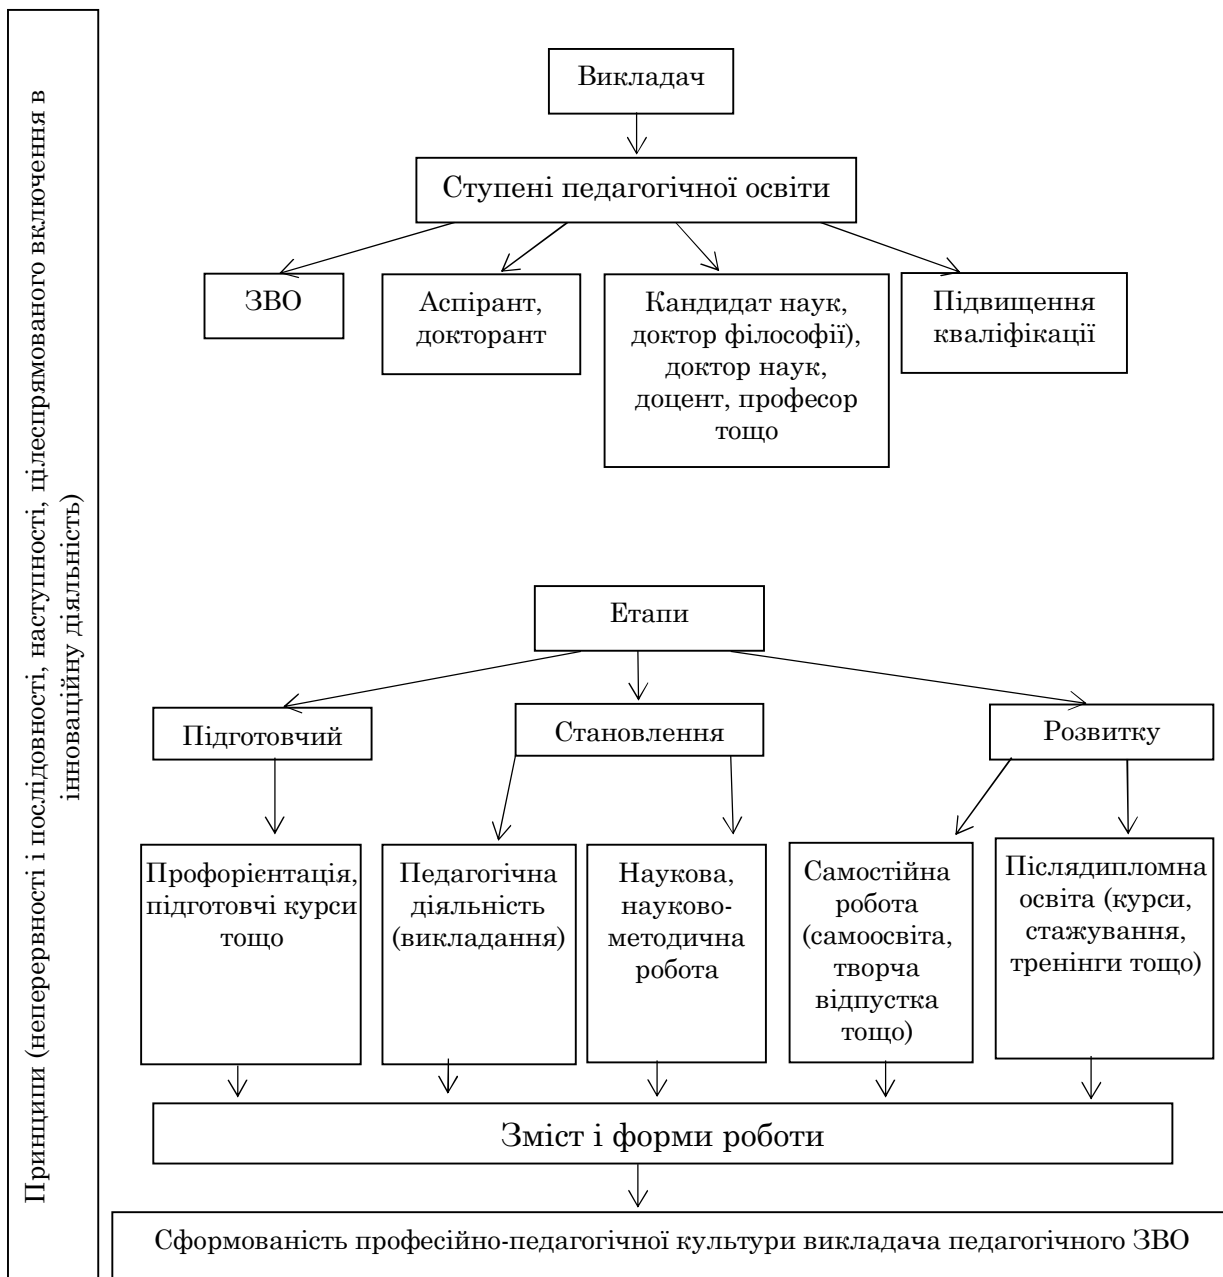 Принципи (неперервності і послідовності, наступності, цілеспрямованого включення в
інноваційну діяльність)
Викладач
Ступені педагогічної освіти
ЗВО
Аспірант,
докторант
Кандидат наук,
доктор філософії),
доктор наук,
доцент, професор
тощо
Підвищення
кваліфікації
Етапи
Підготовчий
Становлення
Розвитку
Профорієнтація,
підготовчі курси
тощо
Педагогічна
діяльність
(викладання)
Наукова,
науково-
методична
робота
Самостійна
робота
(самоосвіта,
творча
відпустка
тощо)
Післядипломна
освіта (курси,
стажування,
тренінги тощо)
Зміст і форми роботи
Сформованість професійно-педагогічної культури викладача педагогічного ЗВО